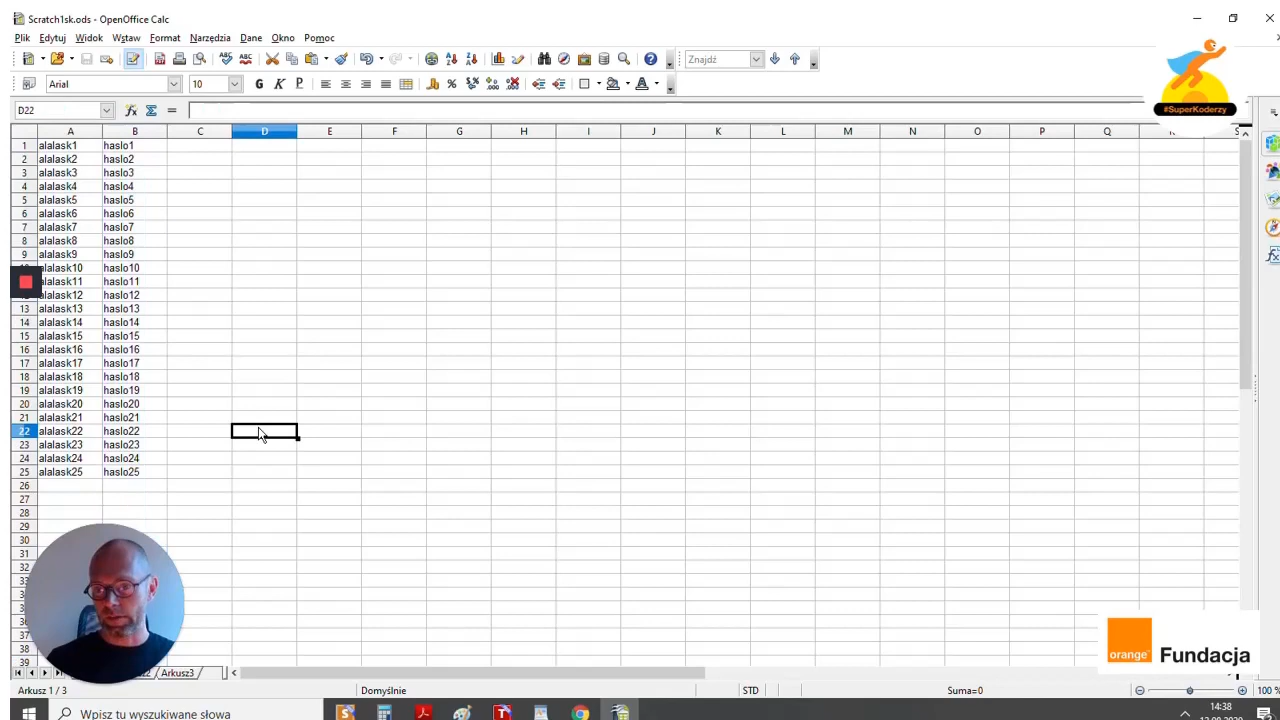 Scratch1sk.ods - OpenOffice Calc
Plik Edytuj Widok Wstaw Format Narzędzia Dane Okno Pomoc
Znajdź
#SuperKoderzy
Arial 10
D22
A B C D E F G H I J K L M N O P Q
1 alalask1 haslo1
2 alalask2 haslo2
3 alalask3 haslo3
4 alalask4 haslo4
5 alalask5 haslo5
6 alalask6 haslo6
7 alalask7 haslo7
8 alalask8 haslo8
9 alalask9 haslo9
alalask10 haslo10
alalask11 haslo11
alalask12 haslo12
13 alalask13 haslo13
14 alalask14 haslo14
15 alalask15 haslo15
16 alalask16 haslo16
17 alalask17 haslo17
18 alalask18 haslo18
19 alalask19 haslo19
20 alalask20 haslo20
21 alalask21 haslo21
22 alalask22 haslo22
23 alalask23 haslo23
24 alalask24 haslo24
25 alalask25 haslo25
26
27
28
29
30
31
32
37
38
39
orange™ Fundacja
Arkusz3
Arkusz 1 / 3 Domyślnie STD Suma=0 100 %
Wpisz tu wyszukiwane słowa
14:38